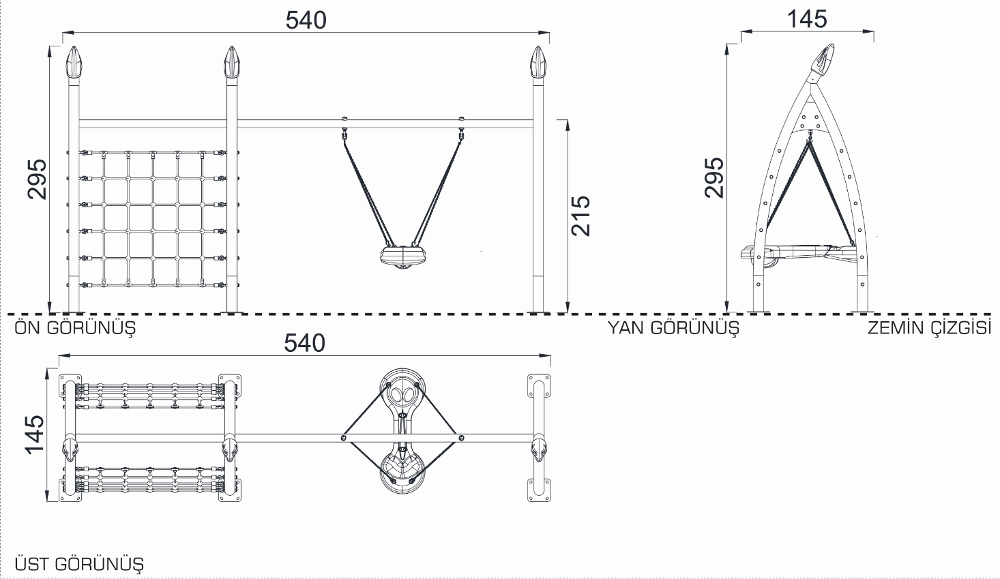 540
145
295
215
295
ÖN GÖRÜNÜŞ
YAN GÖRÜNÜŞ
ZEMİN ÇİZGİSİ
540
145
ÜST GÖRÜNÜŞ